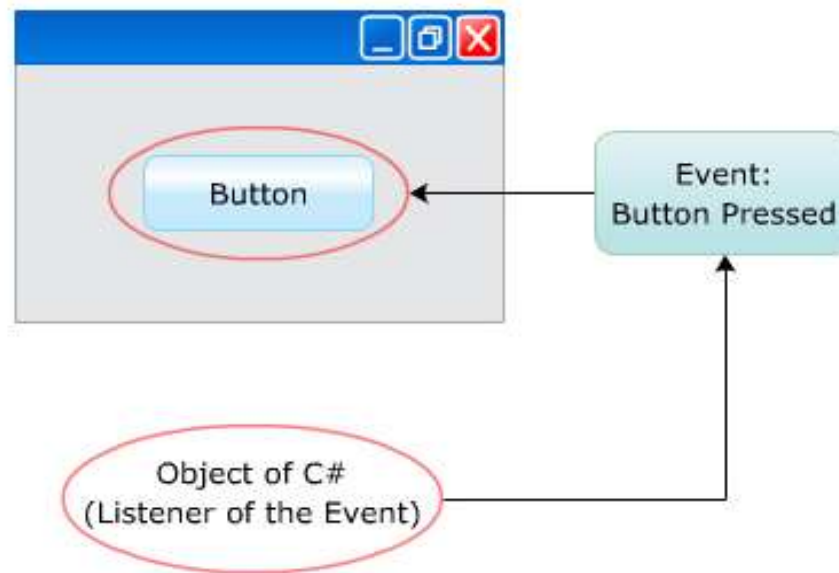 Button
Event:
Button Pressed
Object of C#
(Listener of the Event)